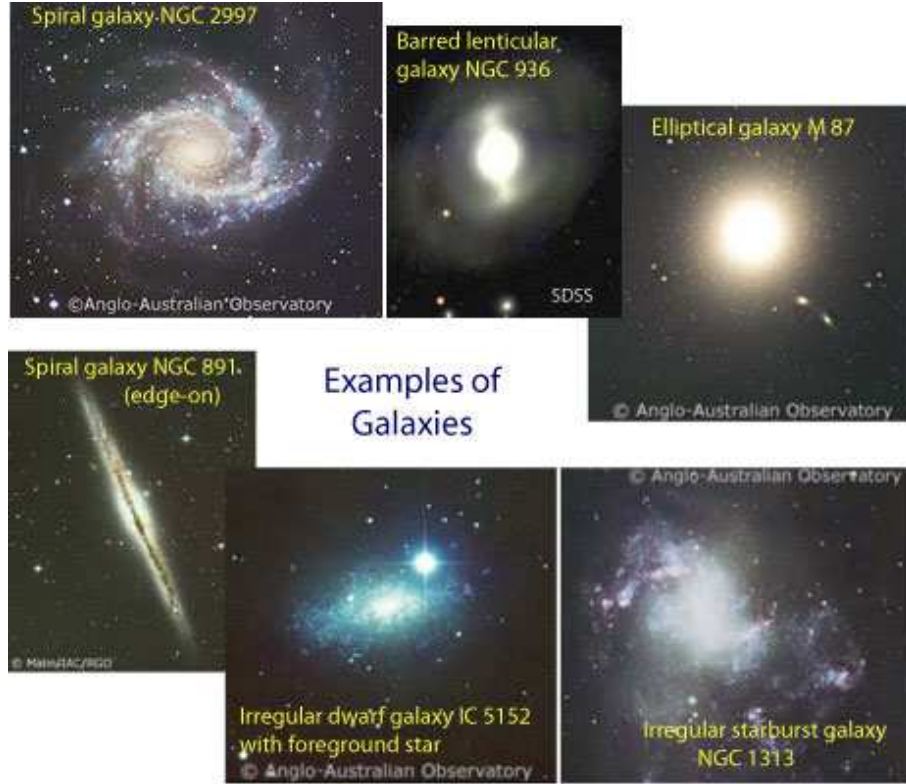 Spiral galaxy NGC 2997
©Anglo-Australian Observatory
Barred lenticular
galaxy NGC 936
SDSS
Elliptical galaxy M 87
© Anglo-Australian Observatory
Spiral galaxy NGC 891
(edge-on)
Examples of
Galaxies
Irregular dwarf galaxy IC 5152
with foreground star
© Anglo-Australian Observatory
© Anglo-Australian Observatory
Irregular starburst galaxy
NGC 1313